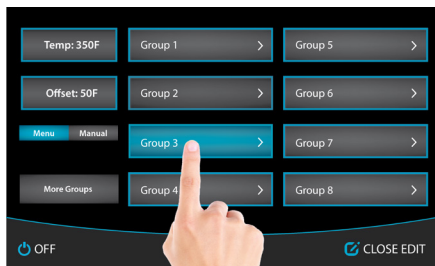 Temp: 350F
Group 1
Group 5
Offset: 50F
Group 2
Group 6
Menu Manual
Group 3
Group 7
More Groups
Group 4
Group 8
OFF
CLOSE EDIT